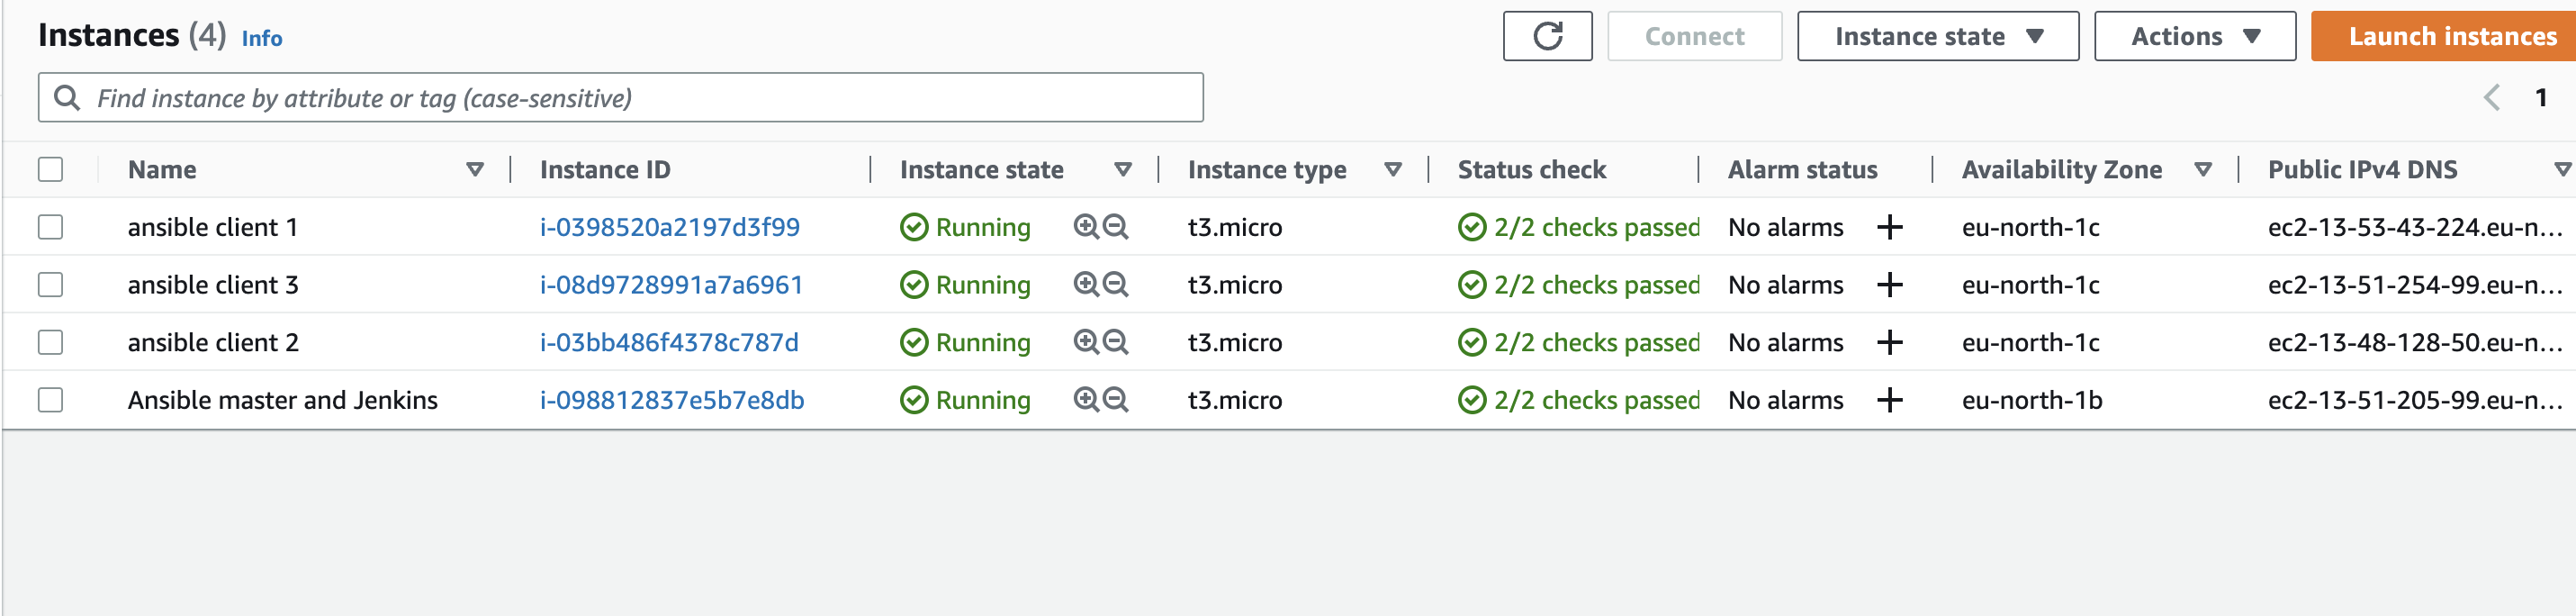 Instances (4) Info
Connect Instance state Actions Launch instances
Find instance by attribute or tag (case-sensitive)
1
Name Instance ID Instance state Instance type Status check Alarm status Availability Zone Public IPv4 DNS
ansible client 1 i-0398520a2197d3f99 Running t3.micro 2/2 checks passed No alarms + eu-north-1c ec2-13-53-43-224.eu-n...
ansible client 3 i-08d9728991a7a6961 Running t3.micro 2/2 checks passed No alarms + eu-north-1c ec2-13-51-254-99.eu-n...
ansible client 2 i-03bb486f4378c787d Running t3.micro 2/2 checks passed No alarms + eu-north-1c ec2-13-48-128-50.eu-n...
Ansible master and Jenkins i-098812837e5b7e8db Running t3.micro 2/2 checks passed No alarms + eu-north-1b ec2-13-51-205-99.eu-n...